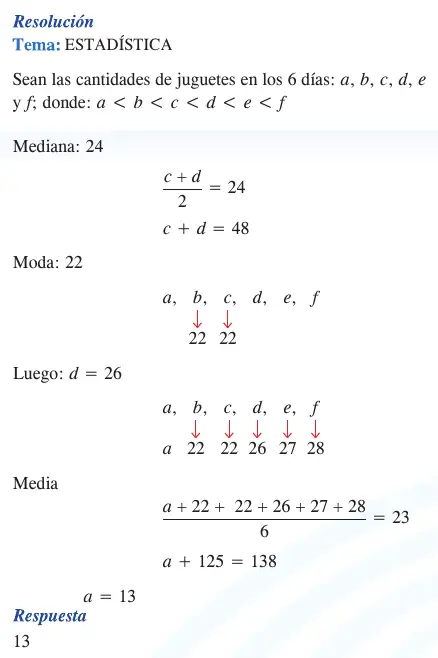 Resolución
Tema: ESTADÍSTICA
Sean las cantidades de juguetes en los 6 días: a, b, c, d, e
y f; donde: a < b < c < d < e < f
Mediana: 24
c + d
2
= 24
c + d = 48
Moda: 22
a, b, c, d, e, f
↓ ↓
22 22
Luego: d = 26
a, b, c, d, e, f
↓ ↓ ↓ ↓ ↓
a 22 22 26 27 28
Media
a + 22 + 22 + 26 + 27 + 28
6
= 23
a + 125 = 138
a = 13
Respuesta
13